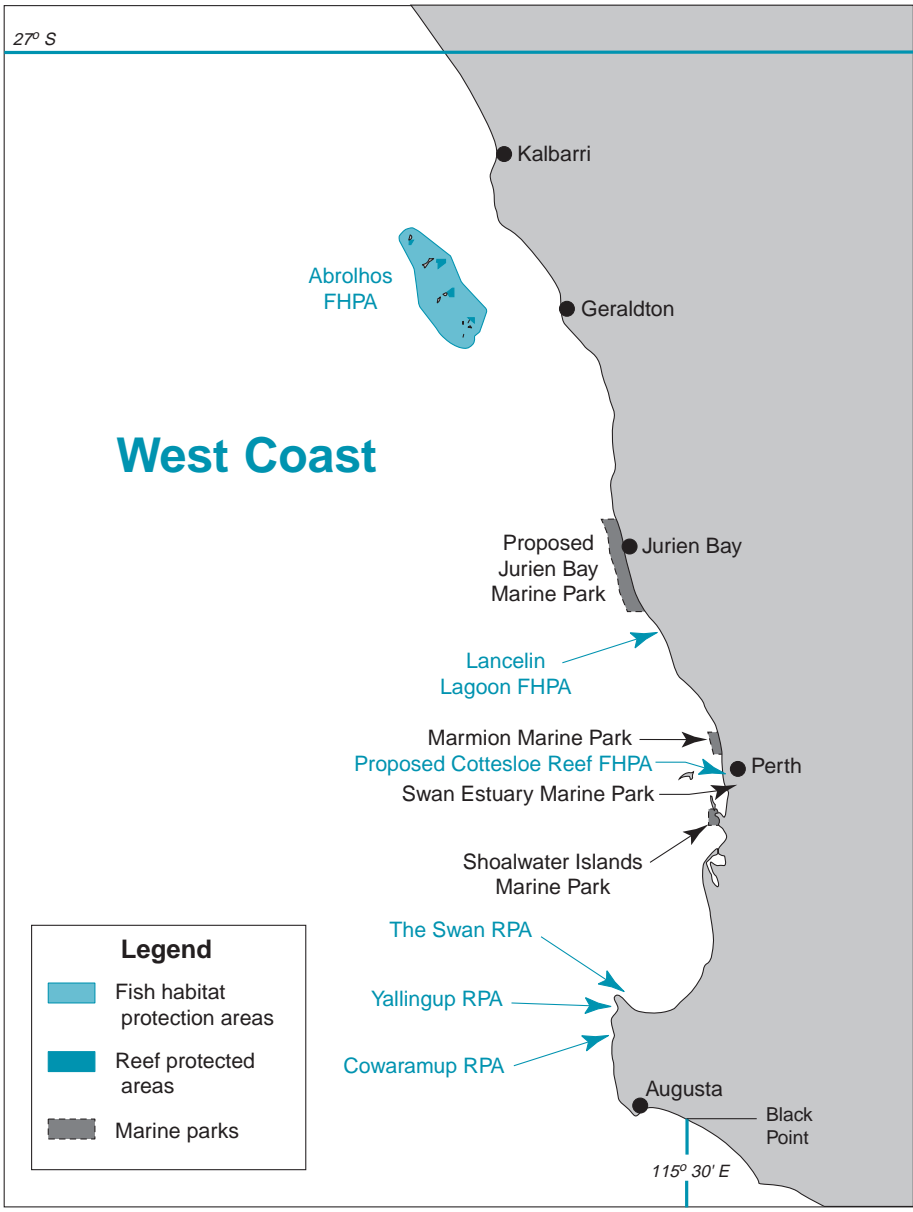 27º S
Kalbarri
Abrolhos
FHPA
Geraldton
West Coast
Proposed
Jurien Bay
Marine Park
Jurien Bay
Lancelin
Lagoon FHPA
Marmion Marine Park
Proposed Cottesloe Reef FHPA
Perth
Swan Estuary Marine Park
Shoalwater Islands
Marine Park
The Swan RPA
Yallingup RPA
Cowaramup RPA
Augusta
Black
Point
115º 30' E
Legend
Fish habitat
protection areas
Reef protected
areas
Marine parks